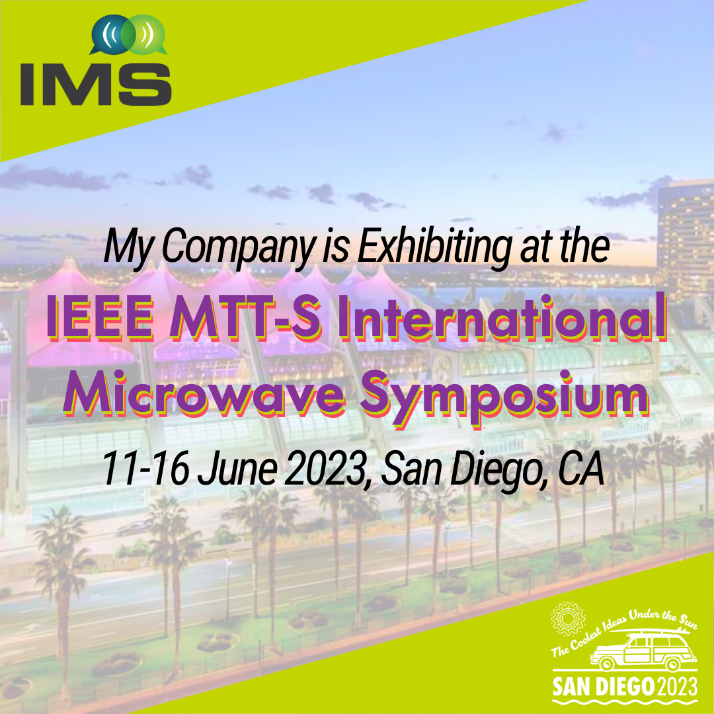 IMS
My Company is Exhibiting at the
IEEE MTT-S International
Microwave Symposium
11-16 June 2023, San Diego, CA
The Coolest Ideas Under the Sun
SAN DIEGO 2023